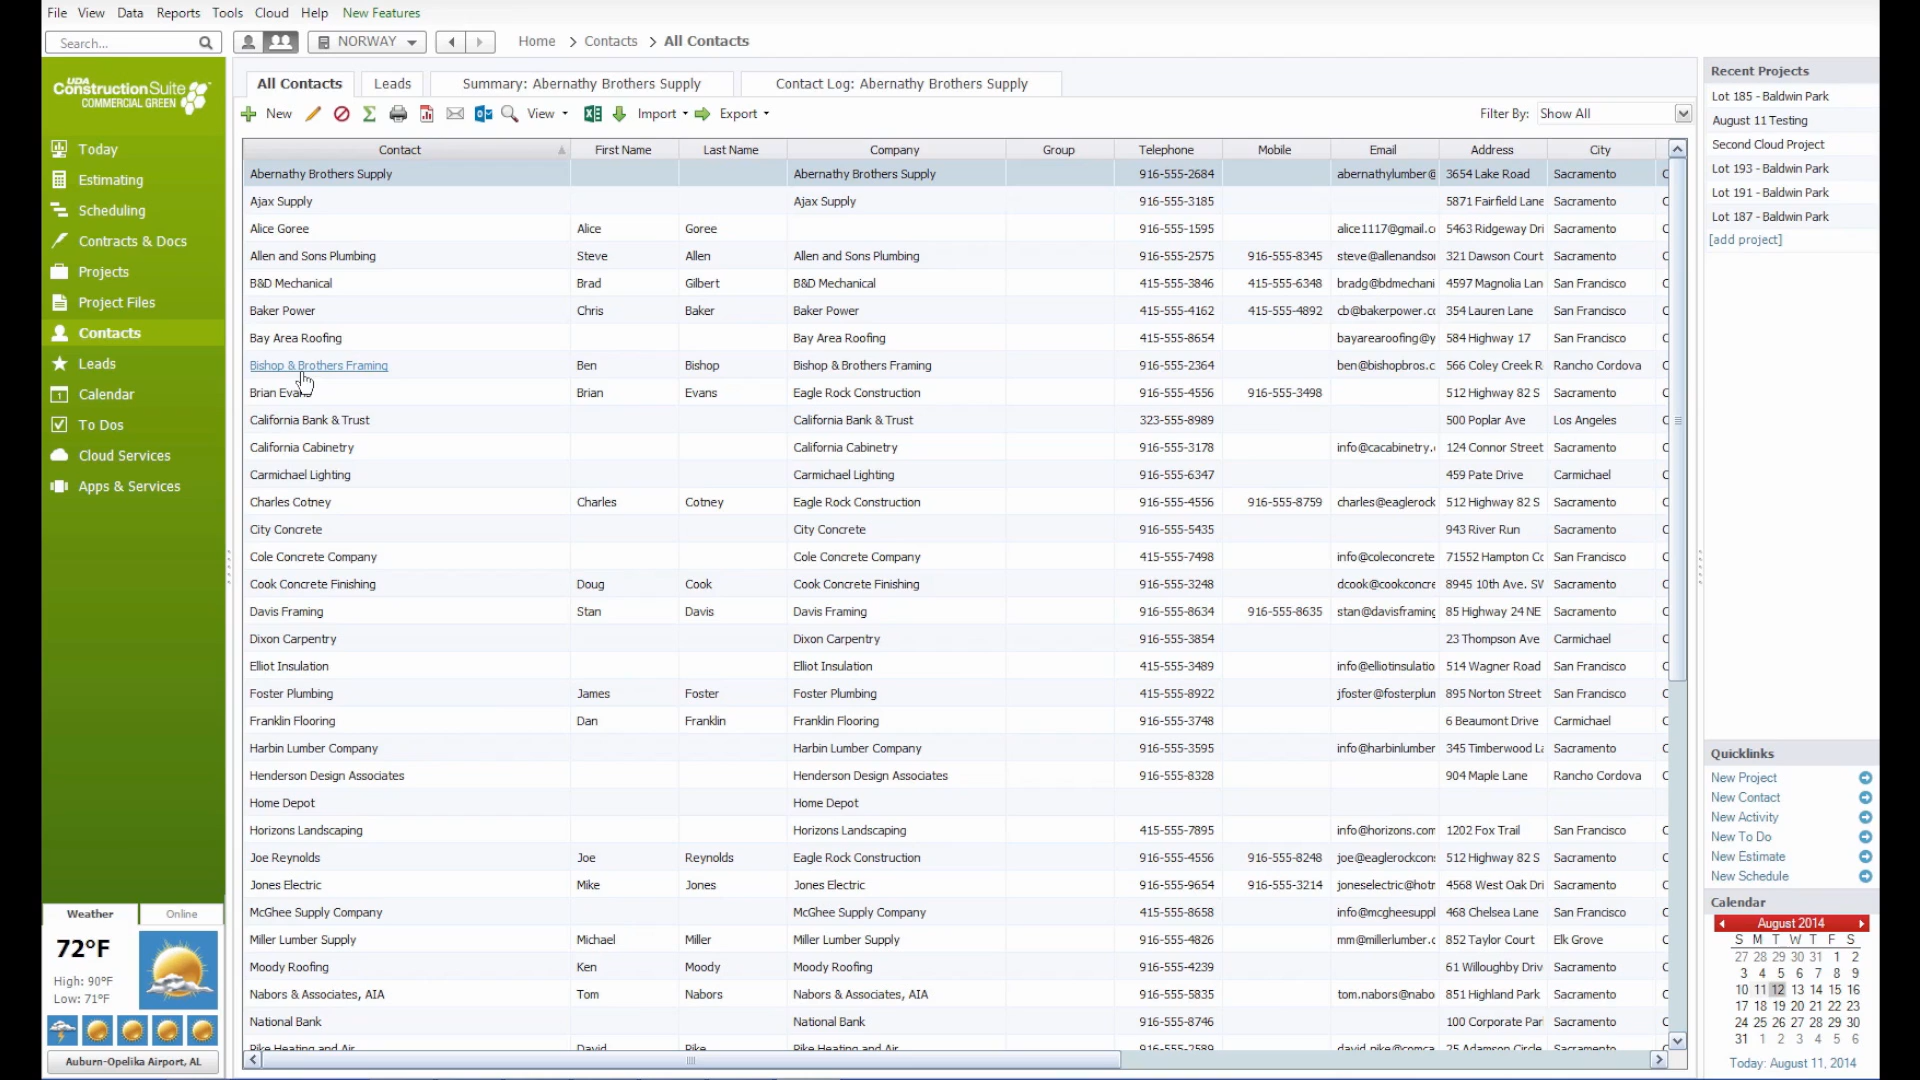 File View Data Reports Tools Cloud Help New Features
Search... NORWAY Home > Contacts > All Contacts
UDA
ConstructionSuite
COMMERCIAL GREEN
Today
Estimating
Scheduling
Contracts & Docs
Projects
Project Files
Contacts
Leads
Calendar
To Dos
Cloud Services
Apps & Services
Weather Online
72°F
High: 90°F
Low: 71°F
Auburn-Opelika Airport, AL
All Contacts Leads Summary: Abernathy Brothers Supply Contact Log: Abernathy Brothers Supply
New View Import Export Filter By: Show All
Contact First Name Last Name Company Group Telephone Mobile Email Address City
Abernathy Brothers Supply Abernathy Brothers Supply 916-555-2684 abernathylumber@ 3654 Lake Road Sacramento
Ajax Supply Ajax Supply 916-555-3185 5871 Fairfield Lane Sacramento
Alice Goree Alice Goree 916-555-1595 alice1117@gmail.c 5463 Ridgeway Dri Sacramento
Allen and Sons Plumbing Steve Allen Allen and Sons Plumbing 916-555-2575 916-555-8345 steve@allenandso 321 Dawson Court Sacramento
B&D Mechanical Brad Gilbert B&D Mechanical 415-555-3846 415-555-6348 bradg@bdmechani 4597 Magnolia Lan San Francisco
Baker Power Chris Baker Baker Power 415-555-4162 415-555-4892 cb@bakerpower.c 354 Lauren Lane San Francisco
Bay Area Roofing Bay Area Roofing 415-555-8654 bayarearoofing@y 584 Highway 17 San Francisco
Bishop & Brothers Framing Ben Bishop Bishop & Brothers Framing 916-555-2364 ben@bishopbros.c 566 Coley Creek R Rancho Cordova
Brian Evans Brian Evans Eagle Rock Construction 916-555-4556 916-555-3498 512 Highway 82 S Sacramento
California Bank & Trust California Bank & Trust 323-555-8989 500 Poplar Ave Los Angeles
California Cabinetry California Cabinetry 916-555-3178 info@cacabinetry. 124 Connor Street Sacramento
Carmichael Lighting Carmichael Lighting 916-555-6347 459 Pate Drive Carmichael
Charles Cotney Charles Cotney Eagle Rock Construction 916-555-4556 916-555-8759 charles@eaglerock 512 Highway 82 S Sacramento
City Concrete City Concrete 916-555-5435 943 River Run Sacramento
Cole Concrete Company Cole Concrete Company 415-555-7498 info@coleconcrete 71552 Hampton Cc San Francisco
Cook Concrete Finishing Doug Cook Cook Concrete Finishing 916-555-3248 dcook@cookconcre 8945 10th Ave. SW Sacramento
Davis Framing Stan Davis Davis Framing 916-555-8634 916-555-8635 stan@davisframing 85 Highway 24 NE Sacramento
Dixon Carpentry Dixon Carpentry 916-555-3854 23 Thompson Ave Carmichael
Elliot Insulation Elliot Insulation 415-555-3489 info@elliotinsulatio 514 Wagner Road San Francisco
Foster Plumbing James Foster Foster Plumbing 415-555-8922 jfoster@fosterplum 895 Norton Street San Francisco
Franklin Flooring Dan Franklin Franklin Flooring 916-555-3748 6 Beaumont Drive Carmichael
Harbin Lumber Company Harbin Lumber Company 916-555-3595 info@harbinlumber 345 Timberwood La Sacramento
Henderson Design Associates Henderson Design Associates 916-555-8328 904 Maple Lane Rancho Cordova
Home Depot Home Depot
Horizons Landscaping Horizons Landscaping 415-555-7895 info@horizons.com 1202 Fox Trail San Francisco
Joe Reynolds Joe Reynolds Eagle Rock Construction 916-555-4556 916-555-8248 joe@eaglerockcons 512 Highway 82 S Sacramento
Jones Electric Mike Jones Jones Electric 916-555-9654 916-555-3214 joneselectric@hotr 4568 West Oak Dri Sacramento
McGhee Supply Company McGhee Supply Company 415-555-8658 info@mcgheesuppl 468 Chelsea Lane San Francisco
Miller Lumber Supply Michael Miller Miller Lumber Supply 916-555-4826 mm@millerlumber.c 852 Taylor Court Elk Grove
Moody Roofing Ken Moody Moody Roofing 916-555-4239 61 Willoughby Driv Sacramento
Nabors & Associates, AIA Tom Nabors Nabors & Associates, AIA 916-555-5835 tom.nabors@nabo 851 Highland Park Sacramento
National Bank National Bank 916-555-8746 100 Corporate Par Sacramento
Pike Heating and Air David Pike Pike Heating and Air 916-555-2589 david.pike@comca 25 Adamson Circle Sacramento
Recent Projects
Lot 185 - Baldwin Park
August 11 Testing
Second Cloud Project
Lot 193 - Baldwin Park
Lot 191 - Baldwin Park
Lot 187 - Baldwin Park
[add project]
Quicklinks
New Project
New Contact
New Activity
New To Do
New Estimate
New Schedule
Calendar
August 2014
S M T W T F S
27 28 29 30 31 1 2
3 4 5 6 7 8 9
10 11 12 13 14 15 16
17 18 19 20 21 22 23
24 25 26 27 28 29 30
31 1 2 3 4 5 6
Today: August 11, 2014